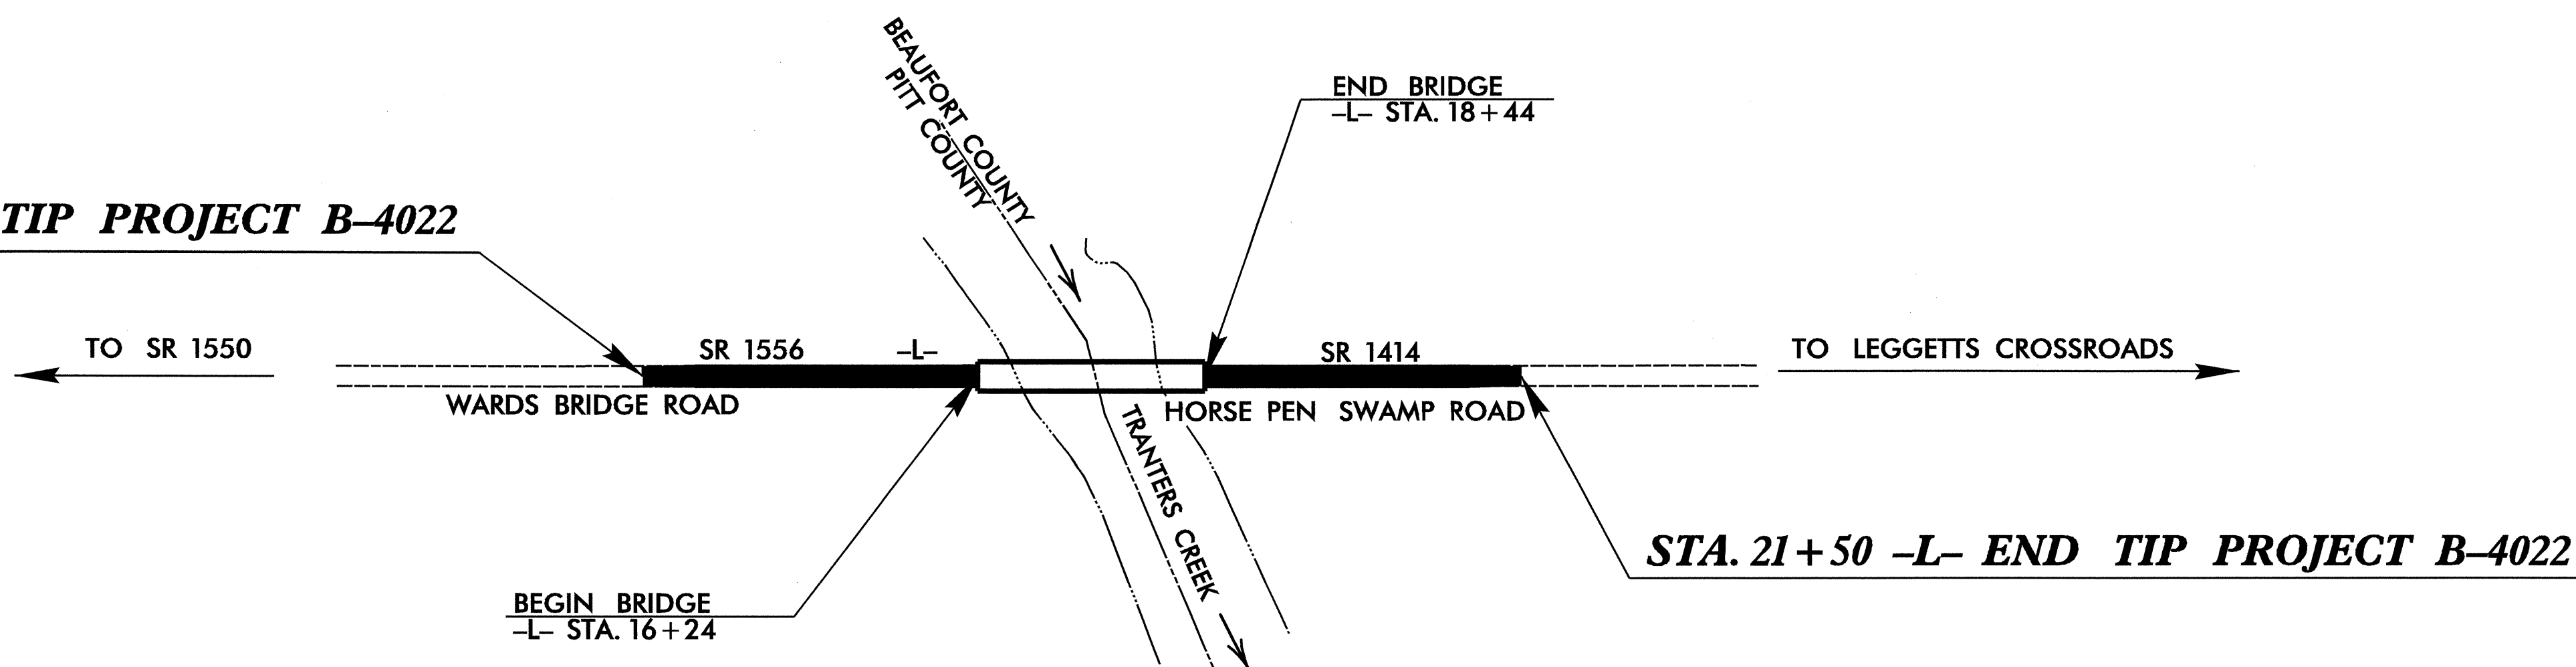 BEAUFORT COUNTY
PITT COUNTY
END BRIDGE
–L– STA. 18+44
TIP PROJECT B–4022
TO SR 1550
SR 1556
–L–
SR 1414
TO LEGGETTS CROSSROADS
WARDS BRIDGE ROAD
HORSE PEN SWAMP ROAD
TRANTERS CREEK
STA. 21+50 –L– END TIP PROJECT B–4022
BEGIN BRIDGE
–L– STA. 16+24